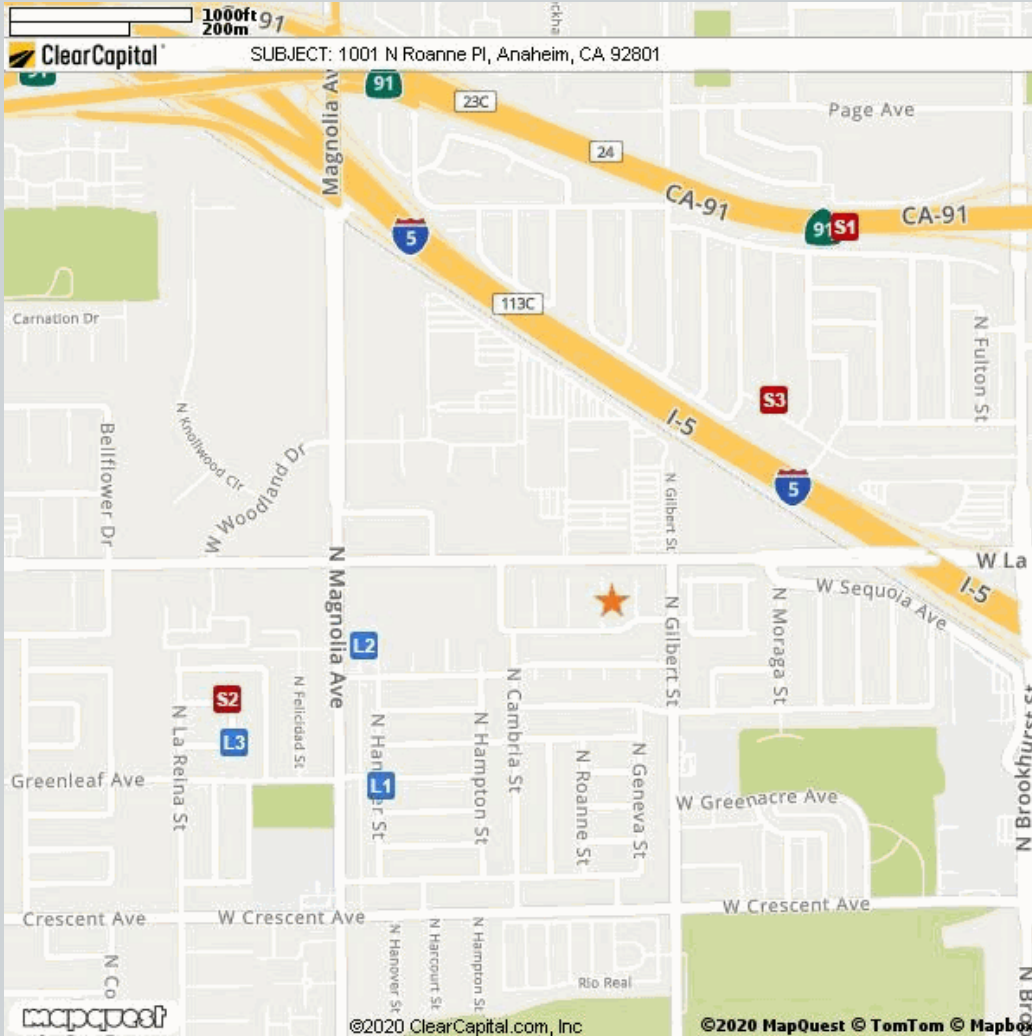 1000ft
200m
91
ClearCapital
SUBJECT: 1001 N Roanne Pl, Anaheim, CA 92801
91
91
23C
Page Ave
Magnolia Av
24
CA-91
91
S1
CA-91
5
113C
Carnation Dr
N Fulton St
S3
I-5
N Knollwood Cir
Bellflower Dr
W Woodland Dr
5
N Gilbert St
W La
N Magnolia Ave
I-5
W Sequoia Ave
N Gilbert St
N Moraga St
L2
S2
N Felicidad St
N Cambria St
L3
N La Reina St
N Hampton St
N Roanne St
N Geneva St
N Brookhurst St
Greenleaf Ave
L1
W Greenacre Ave
Crescent Ave
W Crescent Ave
W Crescent Ave
N Hanover St
N Harcourt St
N Hampton St
N Co
Rio Real
N Bro
mapquest
©2020 ClearCapital.com, Inc
©2020 MapQuest © TomTom © Mapbo